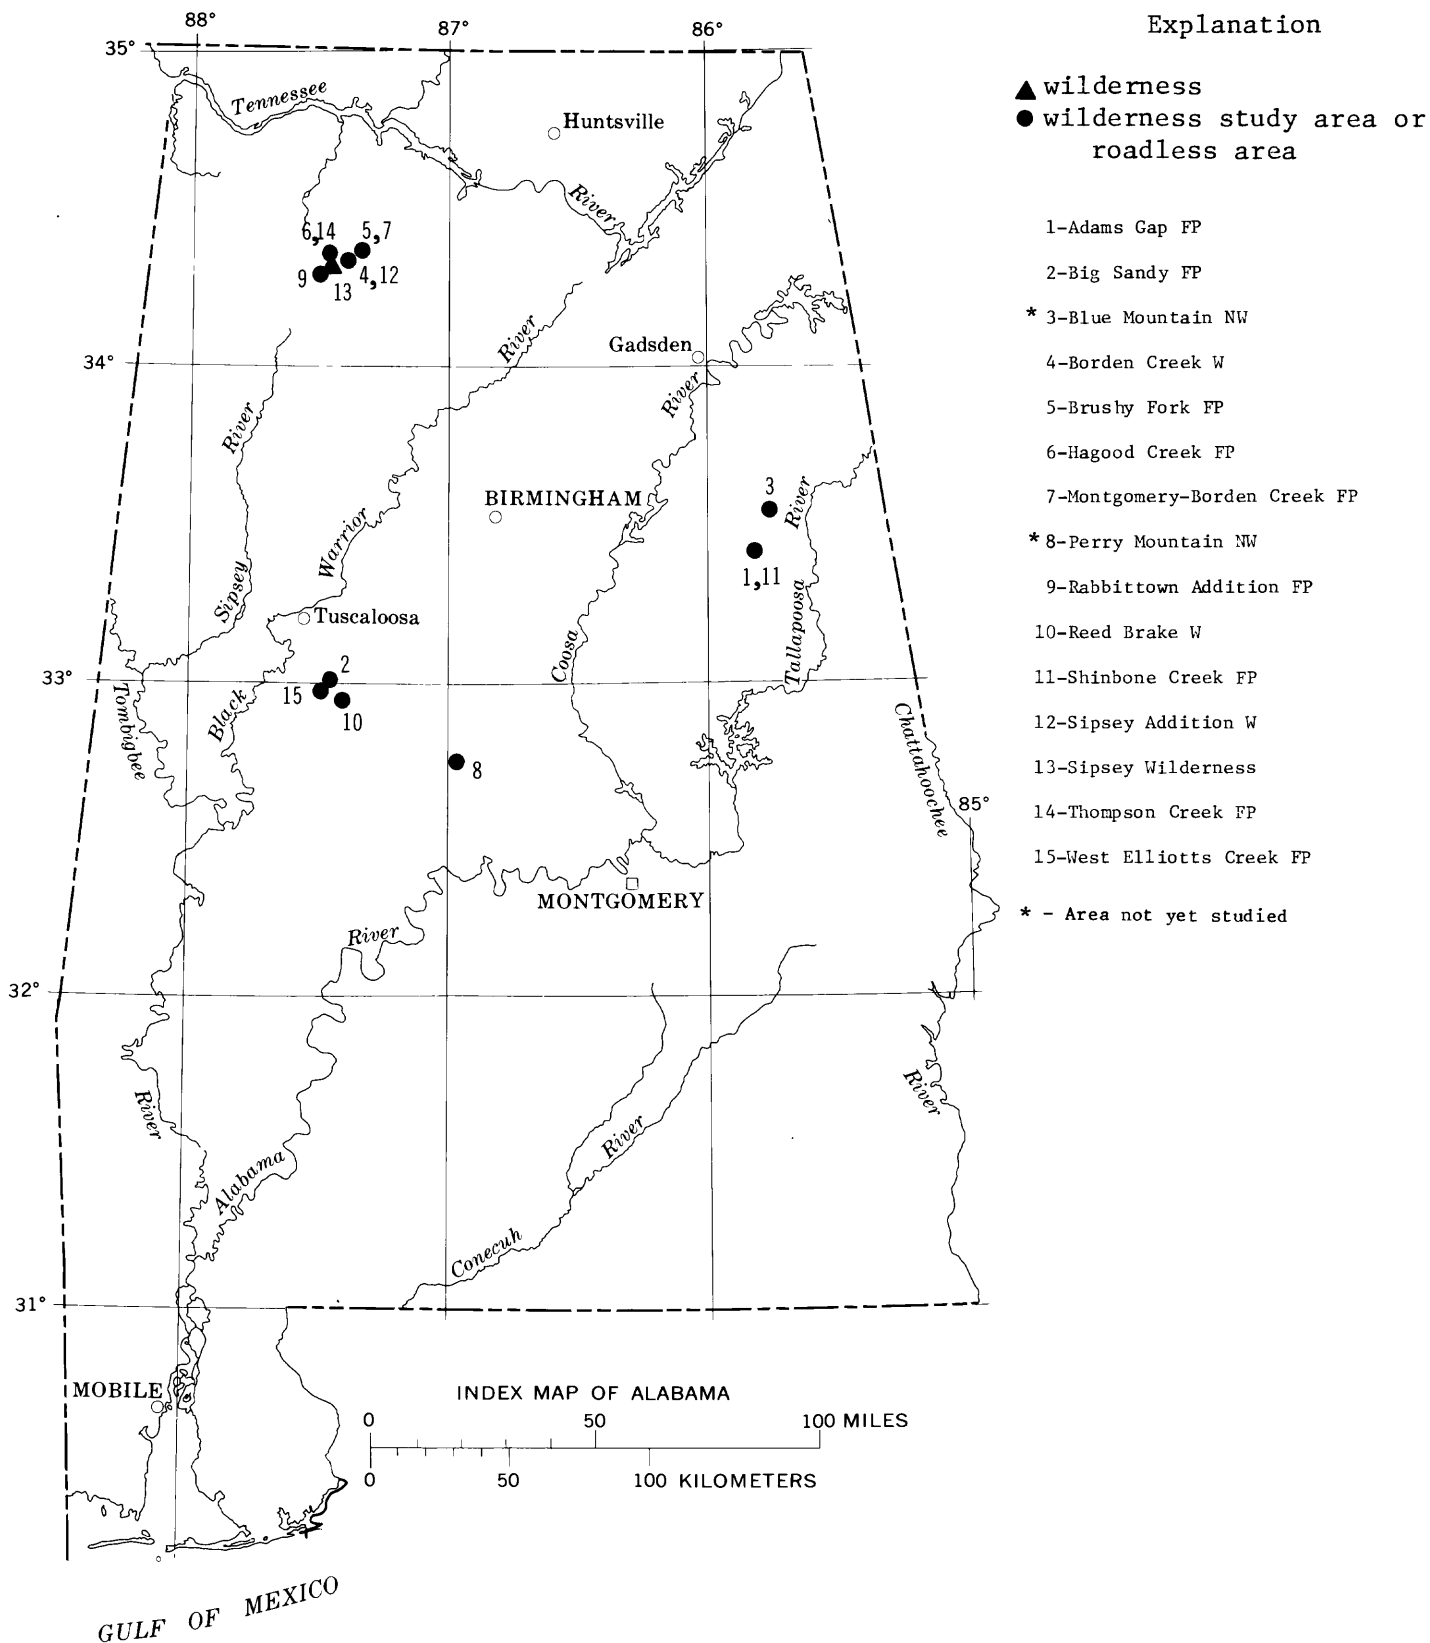 88°
87°
86°
35°
Tennessee
Huntsville
River
6,14
5,7
9
4,12
13
River
Gadsden
34°
River
River
BIRMINGHAM
3
River
Warrior
1,11
Sipsey
Tuscaloosa
Tallapoosa
Coosa
2
33°
15
Tombigbee
Black
10
Chattahoochee
8
85°
MONTGOMERY
River
32°
River
River
River
Alabama
Conecuh
31°
MOBILE
INDEX MAP OF ALABAMA
0 50 100 MILES
0 50 100 KILOMETERS
GULF OF MEXICO
Explanation
wilderness
wilderness study area or
roadless area
1-Adams Gap FP
2-Big Sandy FP
* 3-Blue Mountain NW
4-Borden Creek W
5-Brushy Fork FP
6-Hagood Creek FP
7-Montgomery-Borden Creek FP
* 8-Perry Mountain NW
9-Rabbittown Addition FP
10-Reed Brake W
11-Shinbone Creek FP
12-Sipsey Addition W
13-Sipsey Wilderness
14-Thompson Creek FP
15-West Elliotts Creek FP
* - Area not yet studied